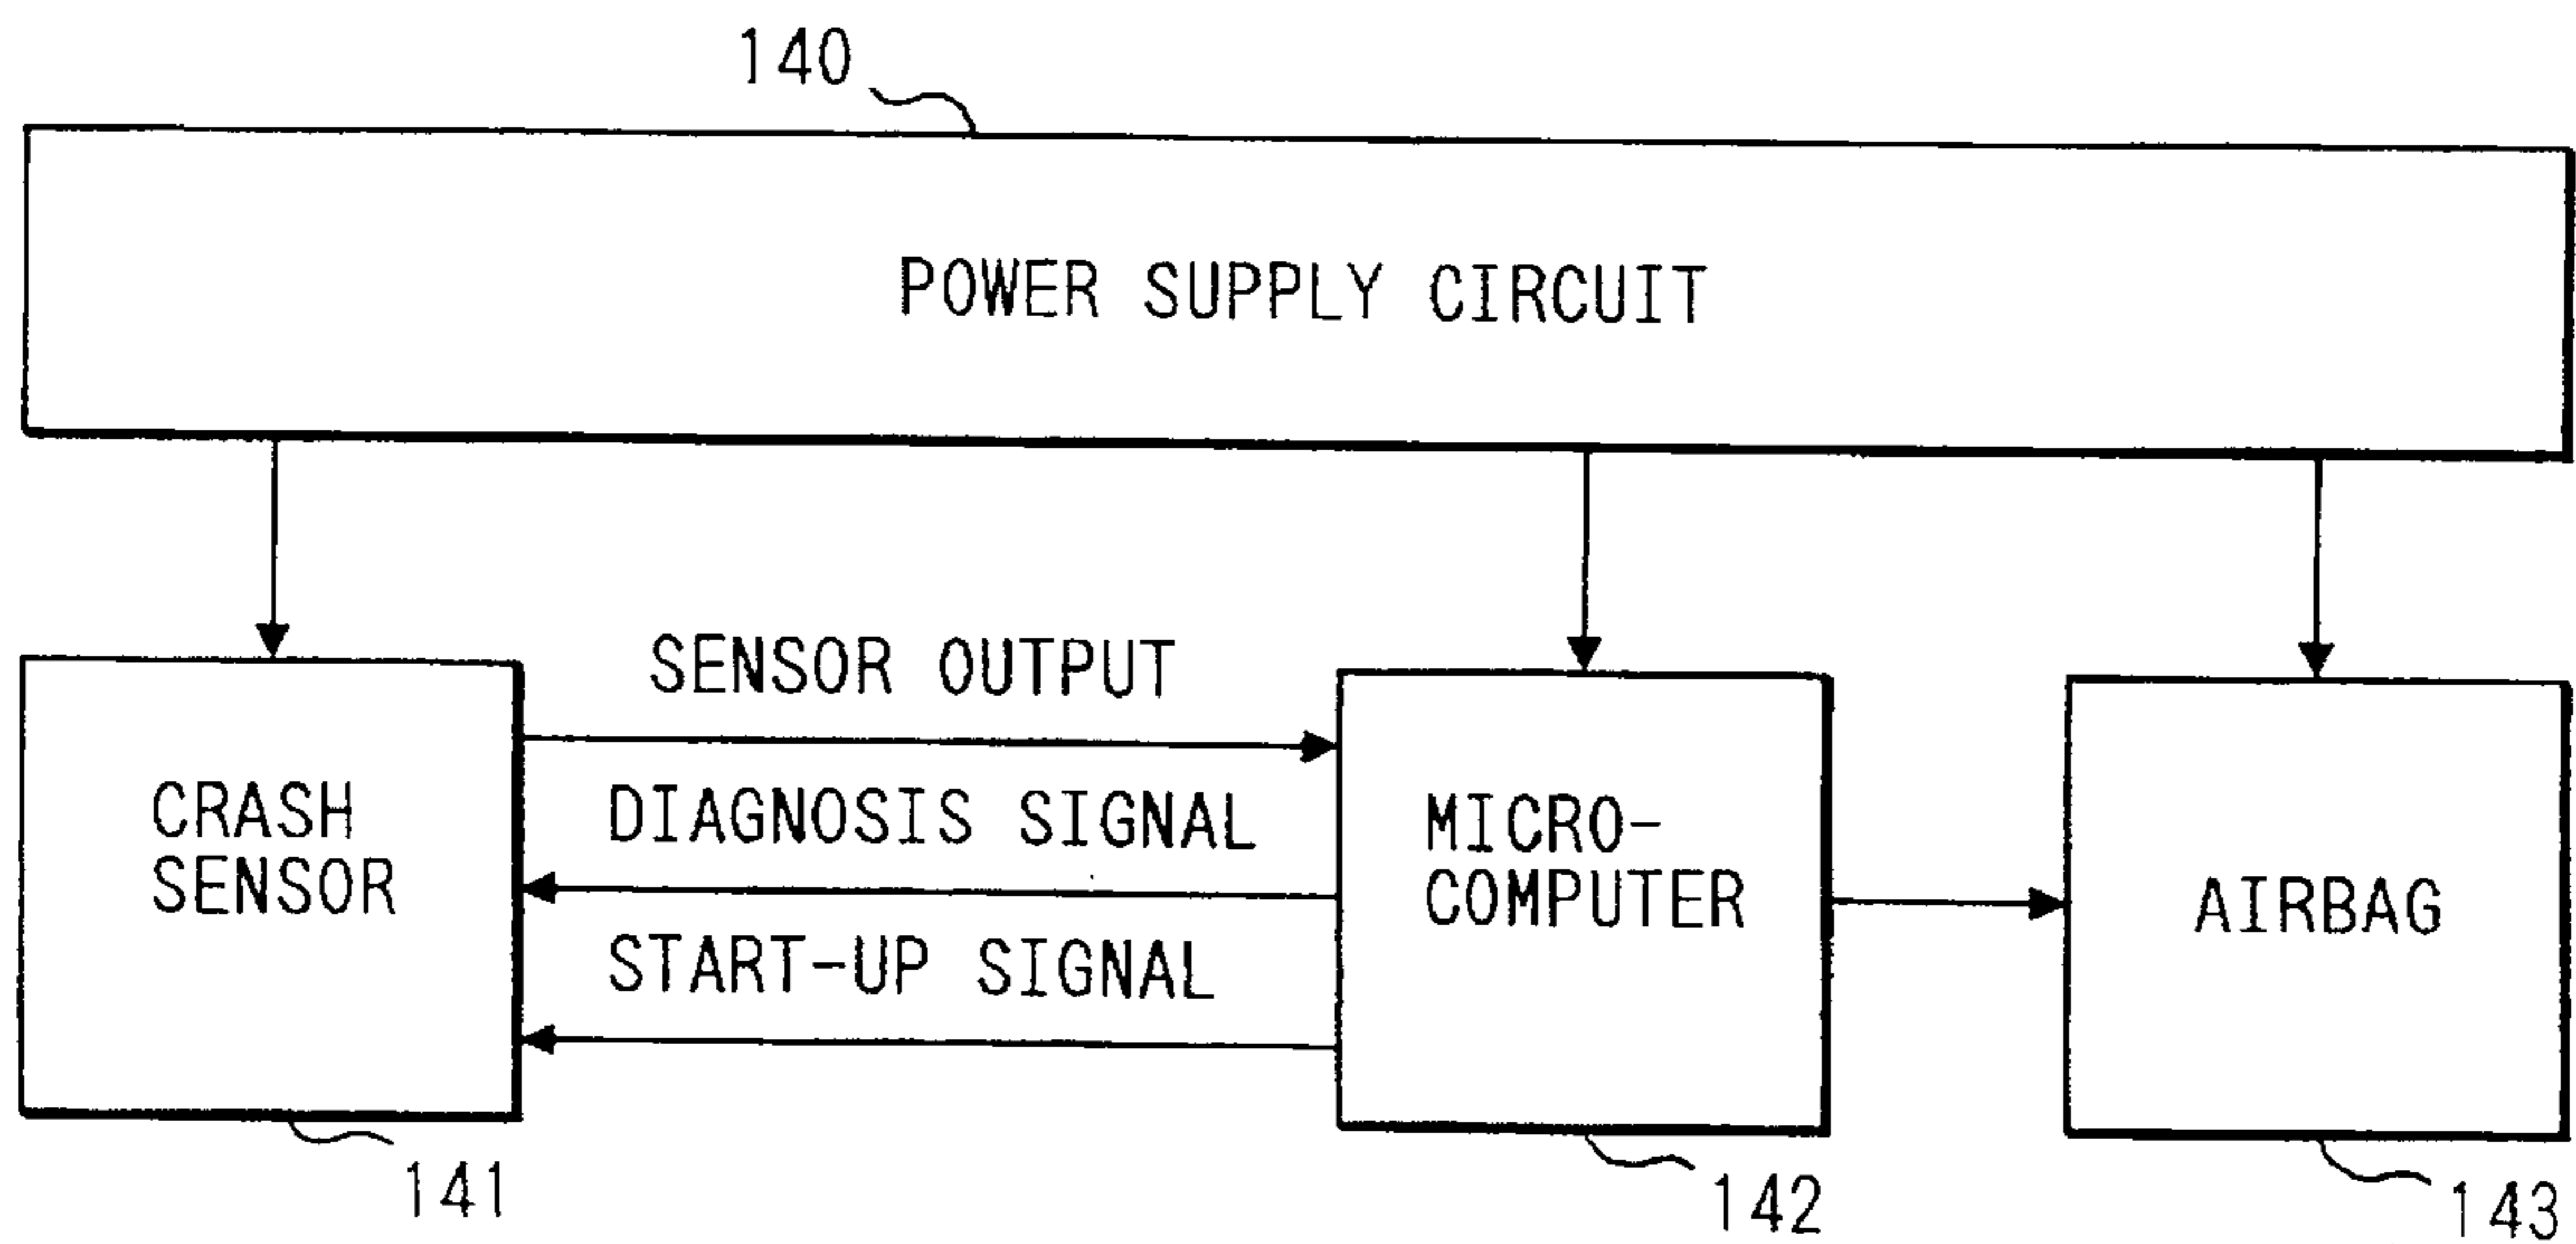 140
POWER SUPPLY CIRCUIT
SENSOR OUTPUT
CRASH
SENSOR
DIAGNOSIS SIGNAL
START-UP SIGNAL
MICRO-
COMPUTER
AIRBAG
141
142
143